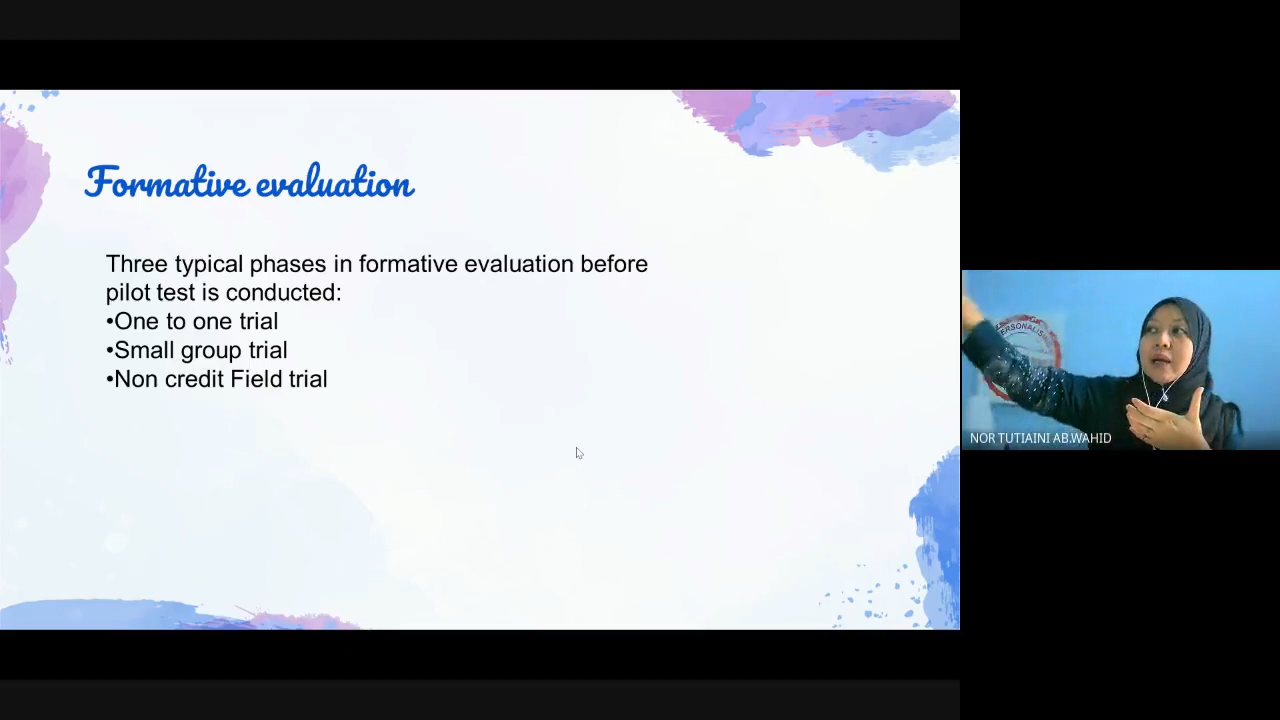 Formative evaluation
Three typical phases in formative evaluation before
pilot test is conducted:
•One to one trial
•Small group trial
•Non credit Field trial
NOR TUTIAINI AB.WAHID